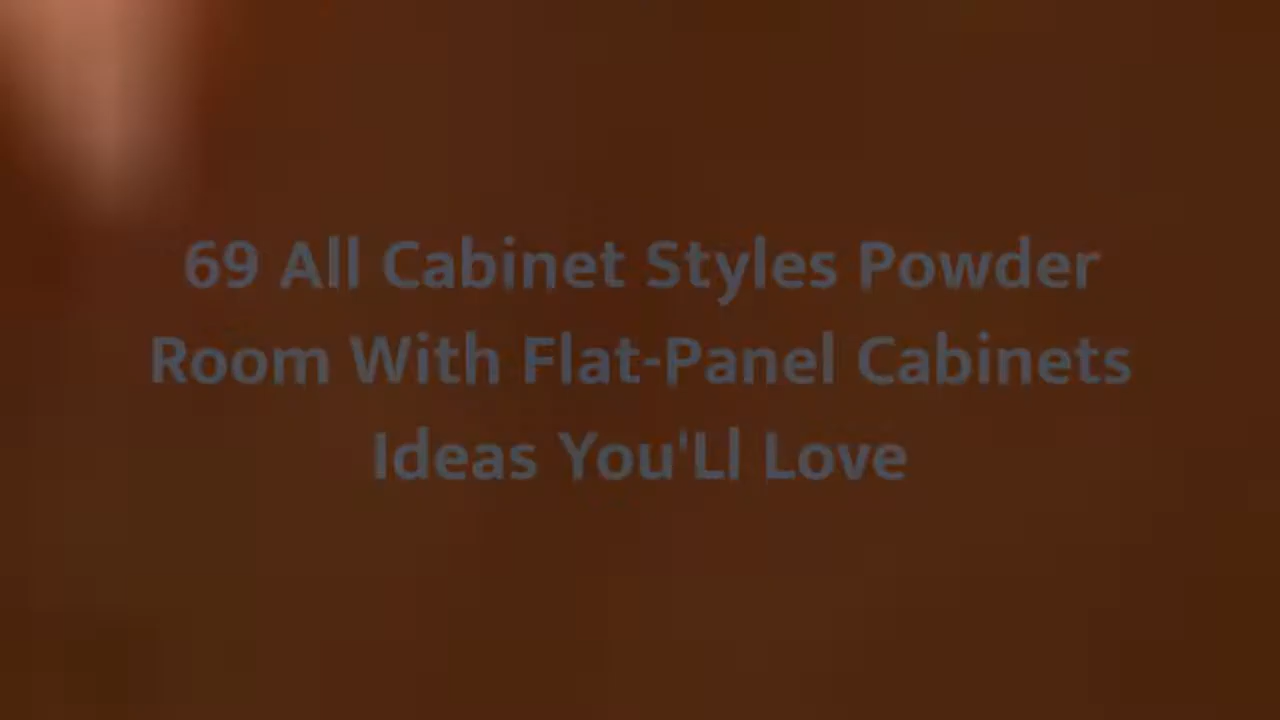 69 All Cabinet Styles Powder
Room With Flat-Panel Cabinets
Ideas You'Ll Love